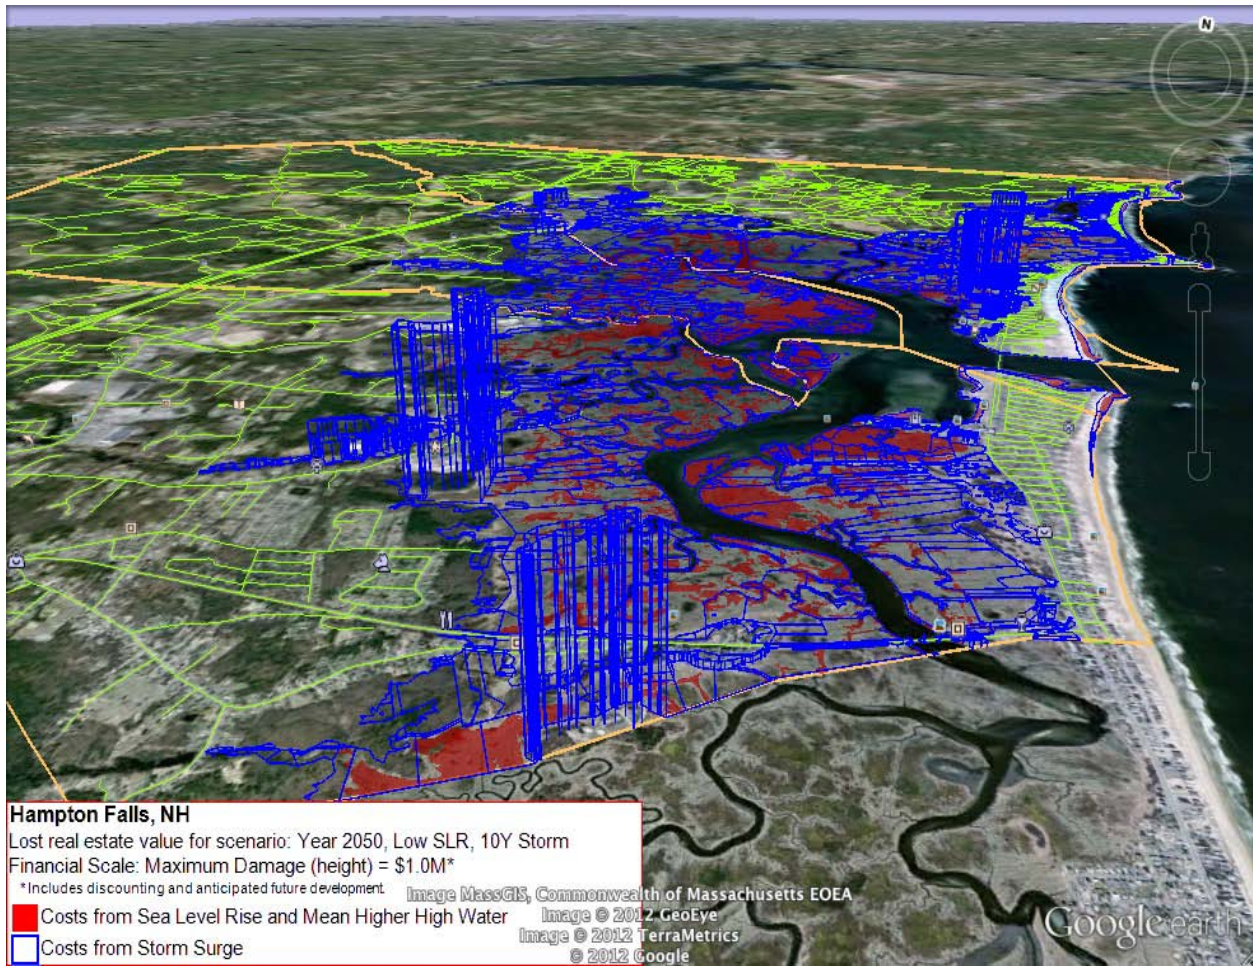 N
Hampton Falls, NH
Lost real estate value for scenario: Year 2050, Low SLR, 10Y Storm
Financial Scale: Maximum Damage (height) = $1.0M*
*Includes discounting and anticipated future development.
Costs from Sea Level Rise and Mean Higher High Water
Costs from Storm Surge
Image MassGIS, Commonwealth of Massachusetts EOEA
Image © 2012 GeoEye
Image © 2012 TerraMetrics
© 2012 Google
Google earth